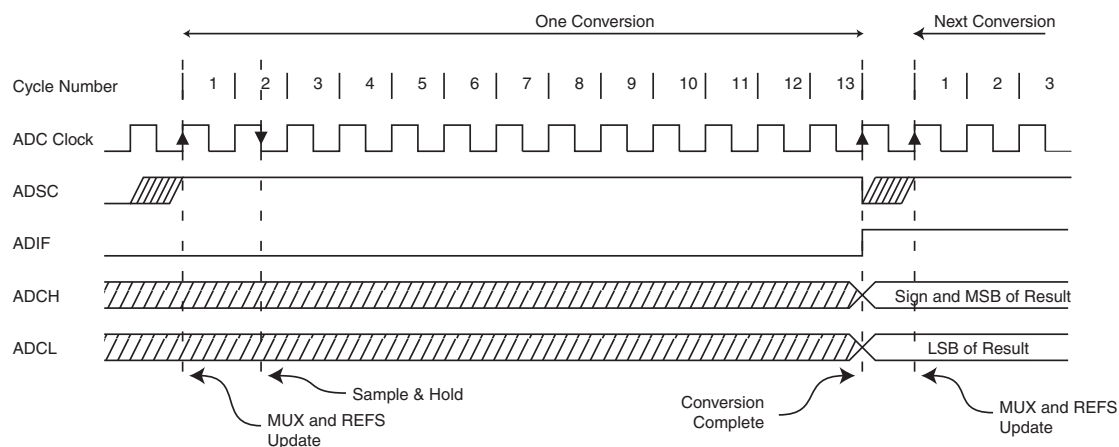 One Conversion
Next Conversion
Cycle Number
1 2 3 4 5 6 7 8 9 10 11 12 13 1 2 3
ADC Clock
ADSC
ADIF
ADCH
Sign and MSB of Result
ADCL
LSB of Result
Sample & Hold
MUX and REFS
Update
Conversion
Complete
MUX and REFS
Update